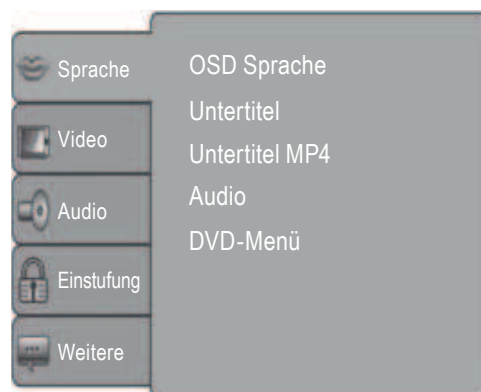 Sprache
Video
Audio
Einstufung
Weitere
OSD Sprache
Untertitel
Untertitel MP4
Audio
DVD-Menü